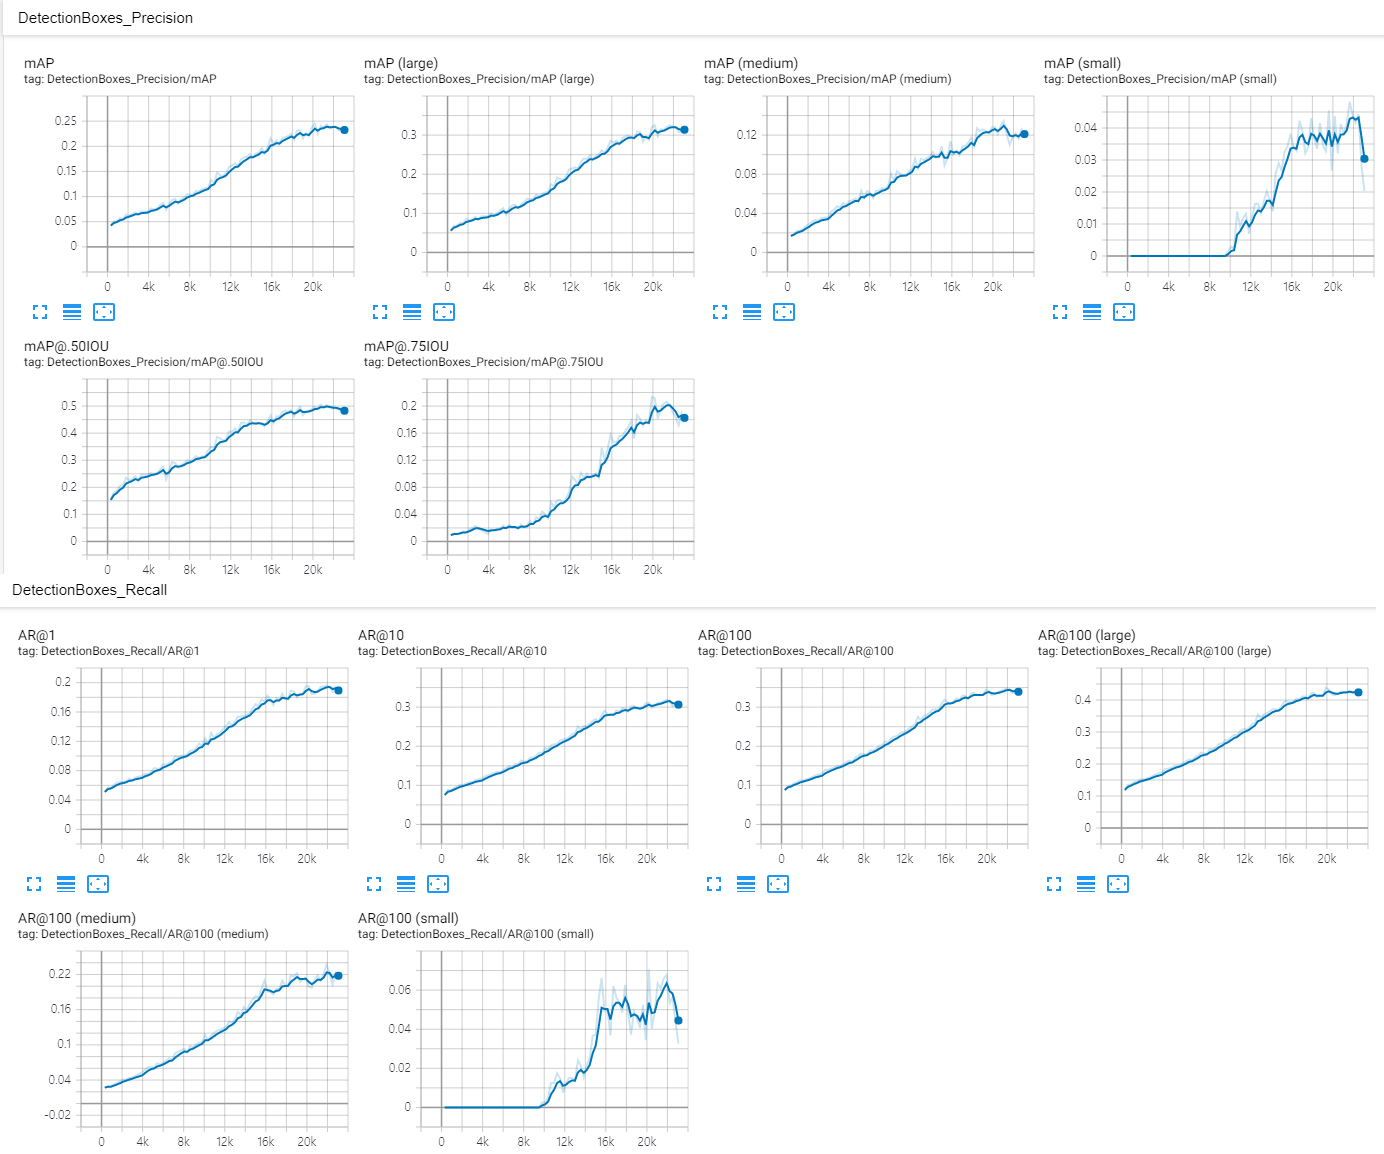 DetectionBoxes_Precision
mAP
tag: DetectionBoxes_Precision/mAP
0.25
0.2
0.15
0.1
0.05
0
0 4k 8k 12k 16k 20k
mAP (large)
tag: DetectionBoxes_Precision/mAP (large)
0.3
0.2
0.1
0
0 4k 8k 12k 16k 20k
mAP (medium)
tag: DetectionBoxes_Precision/mAP (medium)
0.12
0.08
0.04
0
0 4k 8k 12k 16k 20k
mAP (small)
tag: DetectionBoxes_Precision/mAP (small)
0.04
0.03
0.02
0.01
0
0 4k 8k 12k 16k 20k
mAP@.50IOU
tag: DetectionBoxes_Precision/mAP@.50IOU
0.5
0.4
0.3
0.2
0.1
0
0 4k 8k 12k 16k 20k
mAP@.75IOU
tag: DetectionBoxes_Precision/mAP@.75IOU
0.2
0.16
0.12
0.08
0.04
0
0 4k 8k 12k 16k 20k
DetectionBoxes_Recall
AR@1
tag: DetectionBoxes_Recall/AR@1
0.2
0.16
0.12
0.08
0.04
0
0 4k 8k 12k 16k 20k
AR@10
tag: DetectionBoxes_Recall/AR@10
0.3
0.2
0.1
0
0 4k 8k 12k 16k 20k
AR@100
tag: DetectionBoxes_Recall/AR@100
0.3
0.2
0.1
0
0 4k 8k 12k 16k 20k
AR@100 (large)
tag: DetectionBoxes_Recall/AR@100 (large)
0.4
0.3
0.2
0.1
0
0 4k 8k 12k 16k 20k
AR@100 (medium)
tag: DetectionBoxes_Recall/AR@100 (medium)
0.22
0.16
0.1
0.04
-0.02
0 4k 8k 12k 16k 20k
AR@100 (small)
tag: DetectionBoxes_Recall/AR@100 (small)
0.06
0.04
0.02
0
0 4k 8k 12k 16k 20k